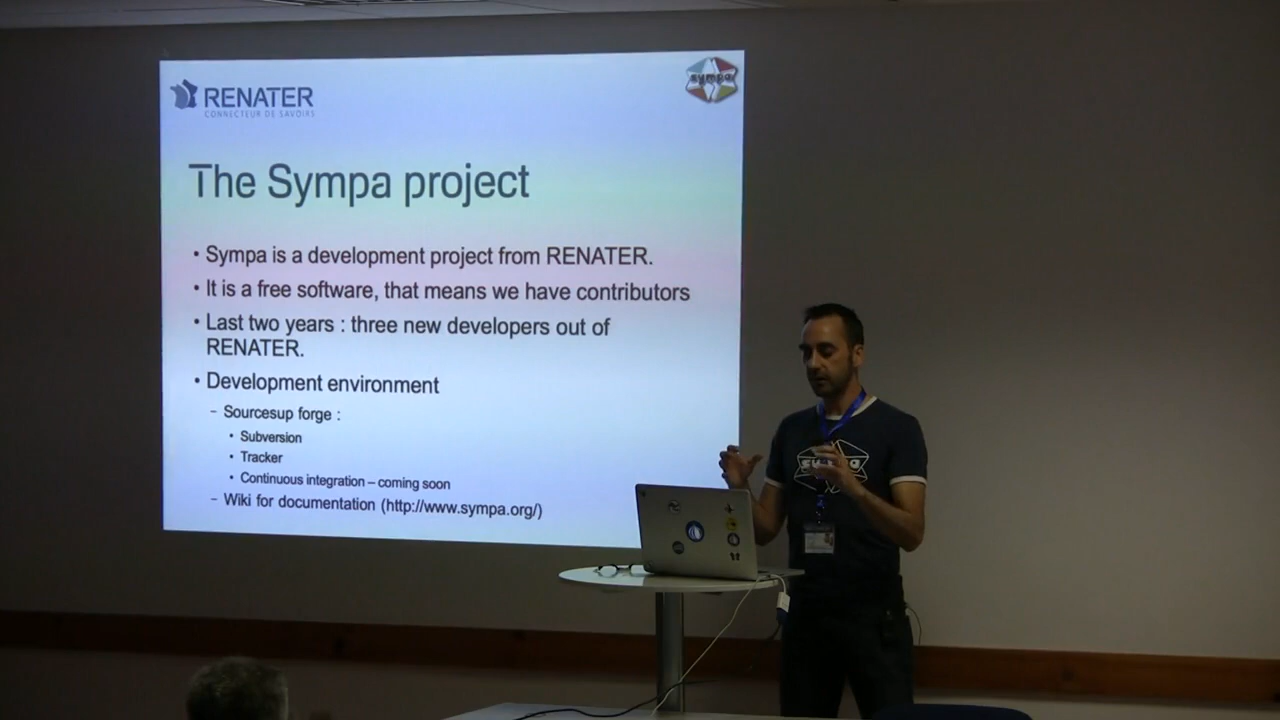 RENATER
CONNECTEUR DE SAVOIRS
sympa
The Sympa project
• Sympa is a development project from RENATER.
• It is a free software, that means we have contributors
• Last two years : three new developers out of
RENATER.
• Development environment
– Sourcesup forge :
• Subversion
• Tracker
• Continuous integration – coming soon
– Wiki for documentation (http://www.sympa.org/)
sympa